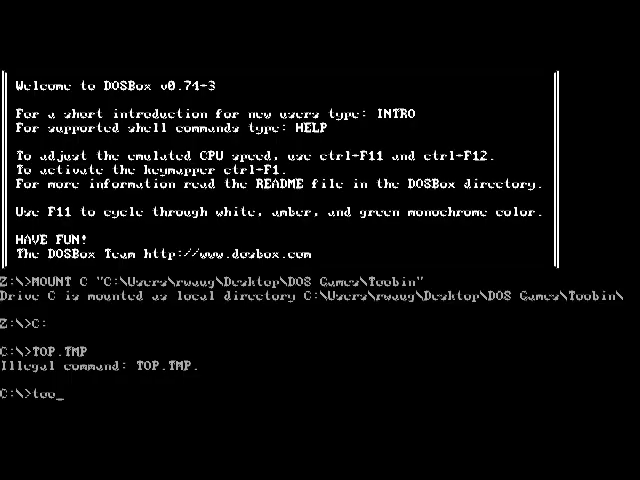 Welcome to DOSBox v0.74-3
For a short introduction for new users type: INTRO
For supported shell commands type: HELP
To adjust the emulated CPU speed, use ctrl+F11 and ctrl+F12.
To activate the keymapper ctrl+F1.
For more information read the README file in the DOSBox directory.
Use F11 to cycle through white, amber, and green monochrome color.
HAVE FUN!
The DOSBox Team http://www.dosbox.com
Z:\>MOUNT C "C:\Users\rwaug\Desktop\DOS Games\Toobin"
Drive C is mounted as local directory C:\Users\rwaug\Desktop\DOS Games\Toobin\
Z:\>C:
C:\>TOP.TMP
Illegal command: TOP.TMP.
C:\>too_